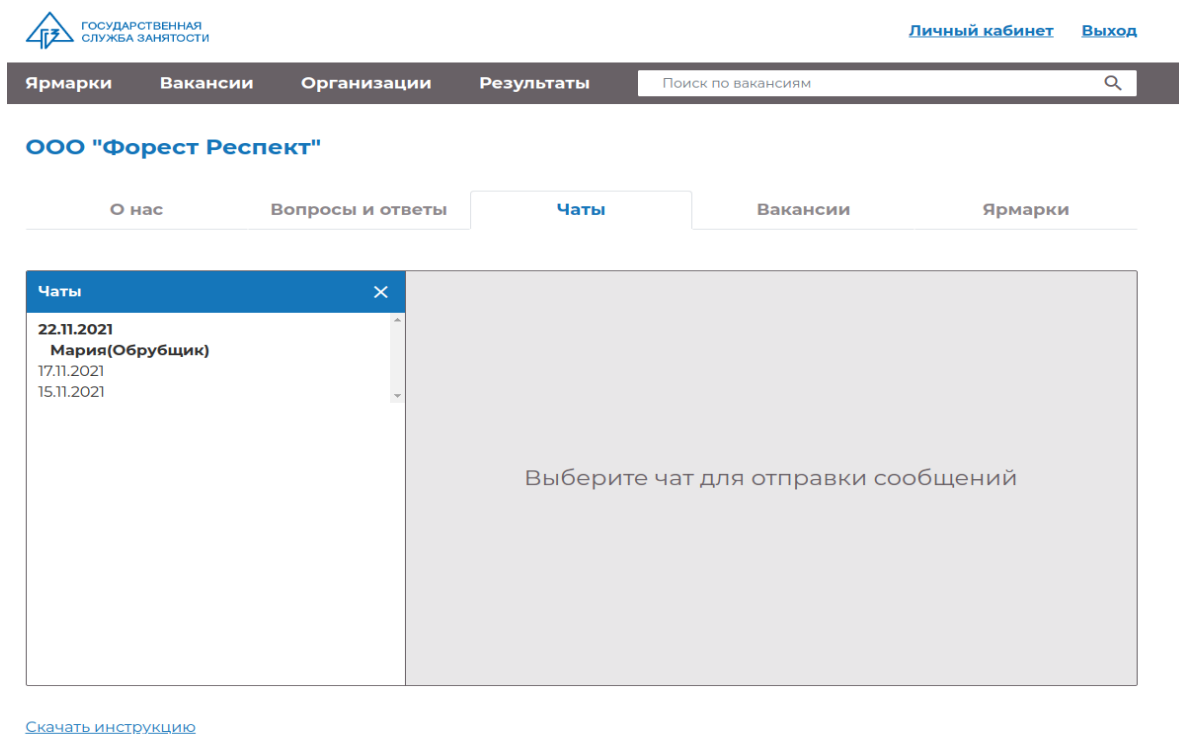 ГОСУДАРСТВЕННАЯ
СЛУЖБА ЗАНЯТОСТИ
Личный кабинет Выход
Ярмарки Вакансии Организации Результаты Поиск по вакансиям
ООО "Форест Респект"
О нас Вопросы и ответы Чаты Вакансии Ярмарки
Чаты
22.11.2021
Мария(Обрубщик)
17.11.2021
15.11.2021
Выберите чат для отправки сообщений
Скачать инструкцию